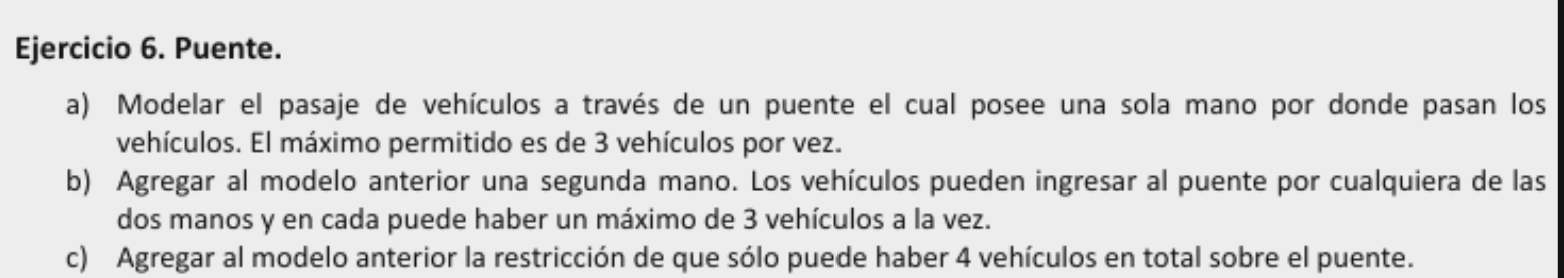 Ejercicio 6. Puente.
a) Modelar el pasaje de vehículos a través de un puente el cual posee una sola mano por donde pasan los
vehículos. El máximo permitido es de 3 vehículos por vez.
b) Agregar al modelo anterior una segunda mano. Los vehículos pueden ingresar al puente por cualquiera de las
dos manos y en cada puede haber un máximo de 3 vehículos a la vez.
c) Agregar al modelo anterior la restricción de que sólo puede haber 4 vehículos en total sobre el puente.